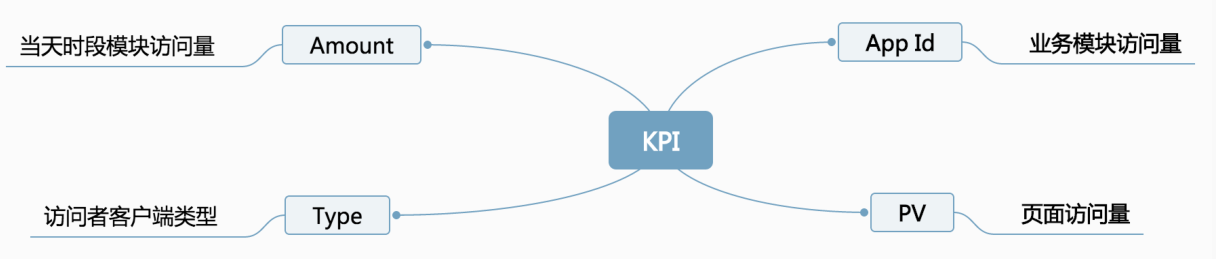 当天时段模块访问量
Amount
App Id
业务模块访问量
KPI
访问者客户端类型
Type
PV
页面访问量